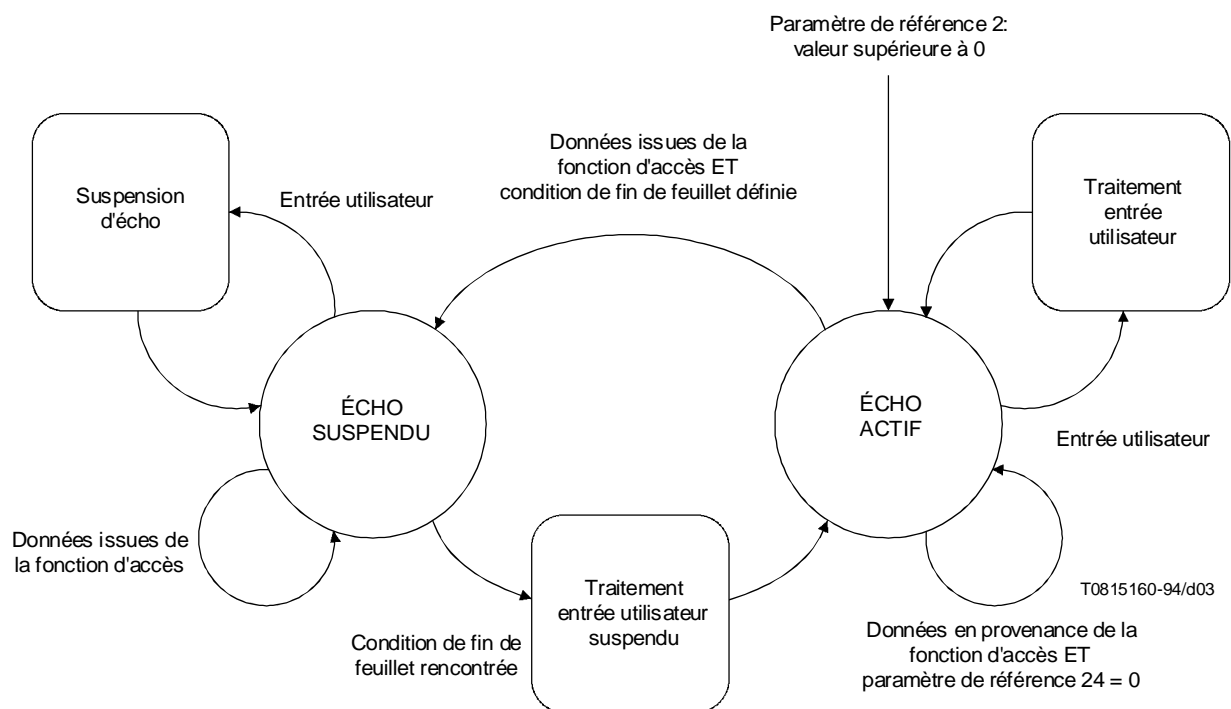 Paramètre de référence 2:
valeur supérieure à 0
Données issues de la
fonction d'accès ET
condition de fin de feuillet définie
Suspension
d'écho
Entrée utilisateur
Traitement
entrée
utilisateur
ÉCHO
SUSPENDU
ÉCHO
ACTIF
Entrée utilisateur
Données issues de
la fonction d'accès
Traitement
entrée utilisateur
suspendu
Condition de fin de
feuillet rencontrée
T0815160-94/d03
Données en provenance de la
fonction d'accès ET
paramètre de référence 24 = 0